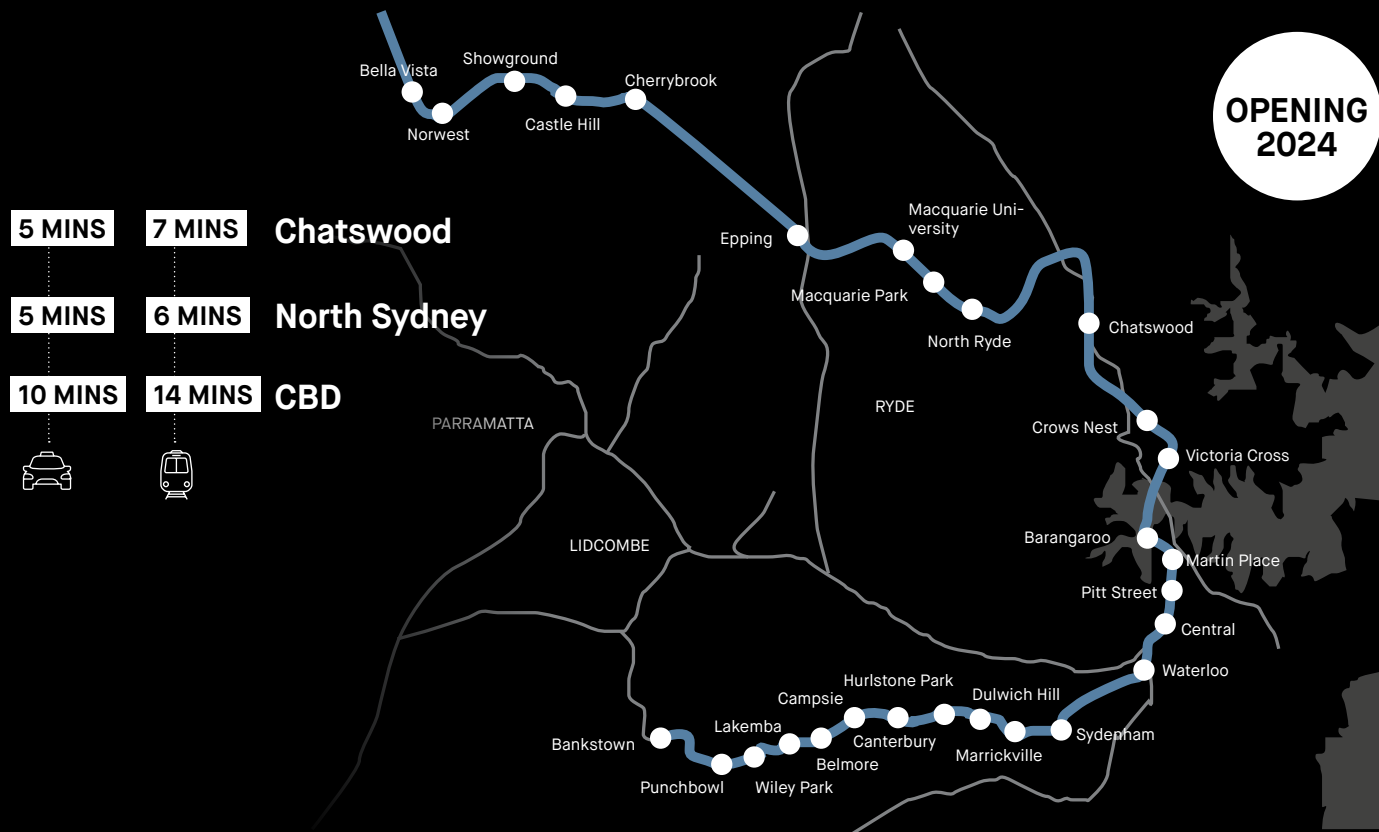 Showground
Bella Vista
Cherrybrook
Castle Hill
Norwest
OPENING
2024
5 MINS
7 MINS
Chatswood
5 MINS
6 MINS
North Sydney
10 MINS
14 MINS
CBD
Macquarie Uni-
versity
Epping
Macquarie Park
North Ryde
Chatswood
RYDE
PARRAMATTA
Crows Nest
Victoria Cross
LIDCOMBE
Barangaroo
Martin Place
Pitt Street
Central
Waterloo
Hurlstone Park
Dulwich Hill
Campsie
Lakemba
Sydenham
Canterbury
Bankstown
Marrickville
Belmore
Punchbowl
Wiley Park